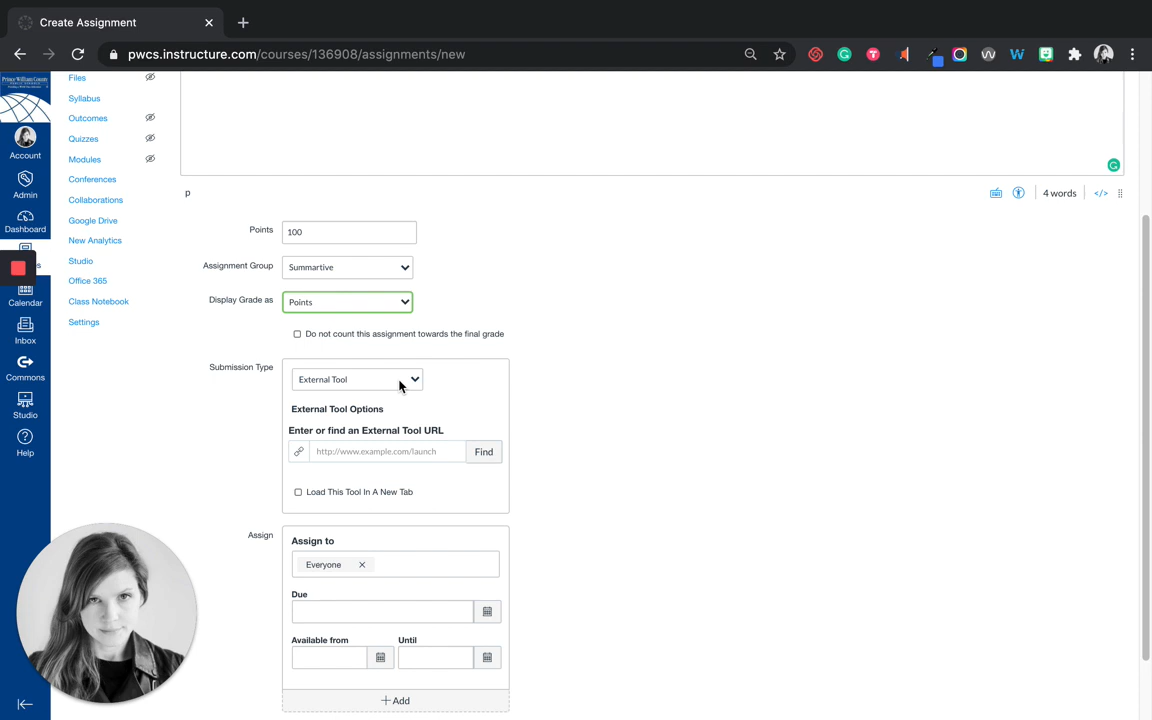 Create Assignment
pwcs.instructure.com/courses/136908/assignments/new
Prince William County
Files
Syllabus
Outcomes
Quizzes
Modules
Conferences
Collaborations
Google Drive
New Analytics
Studio
Office 365
Class Notebook
Settings
Account
Admin
Dashboard
Calendar
Inbox
Commons
Studio
Help
p
4 words
</>
Points
100
Assignment Group
Summartive
Display Grade as
Points
Do not count this assignment towards the final grade
Submission Type
External Tool
External Tool Options
Enter or find an External Tool URL
http://www.example.com/launch
Find
Load This Tool In A New Tab
Assign
Assign to
Everyone
Due
Available from
Until
Add